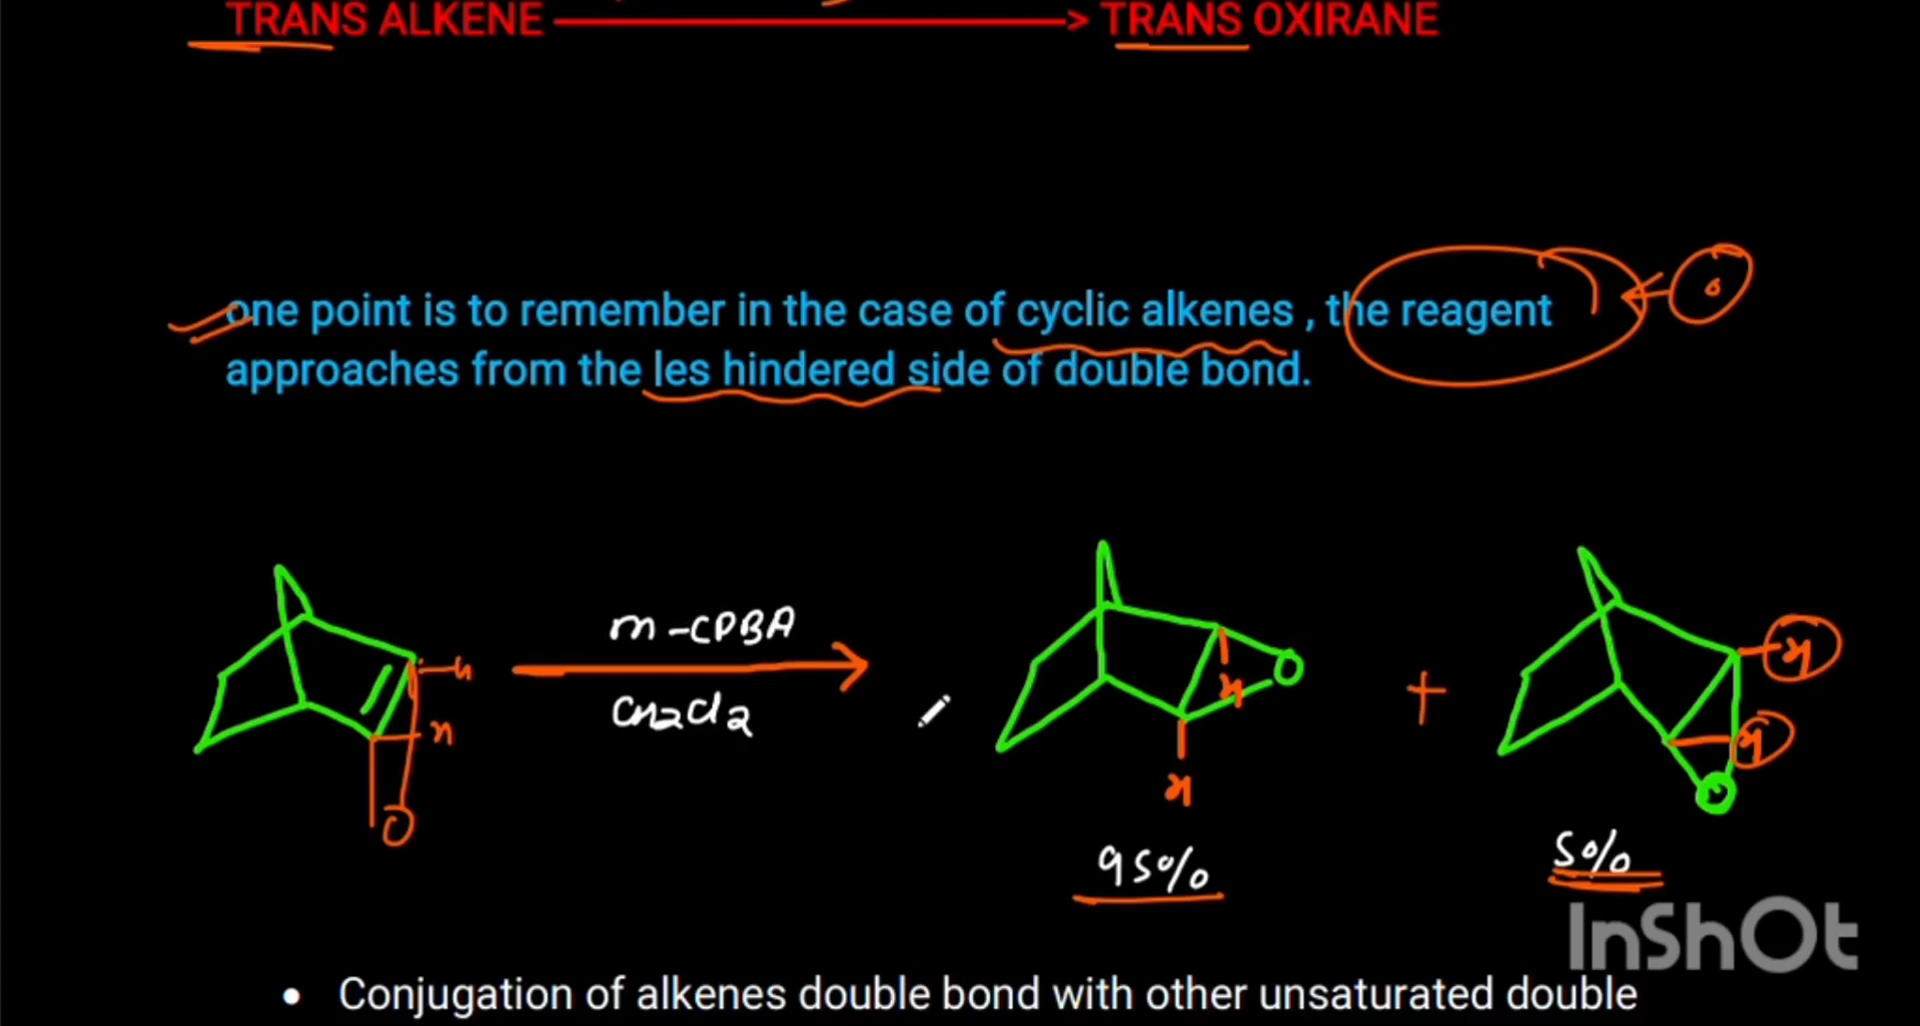 TRANS ALKENE ————————> TRANS OXIRANE
one point is to remember in the case of cyclic alkenes , the reagent
approaches from the les hindered side of double bond.
m-CPBA
CH2Cl2
H
H
O
H
H
O
+
H
H
O
95%
5%
InShOt
• Conjugation of alkenes double bond with other unsaturated double